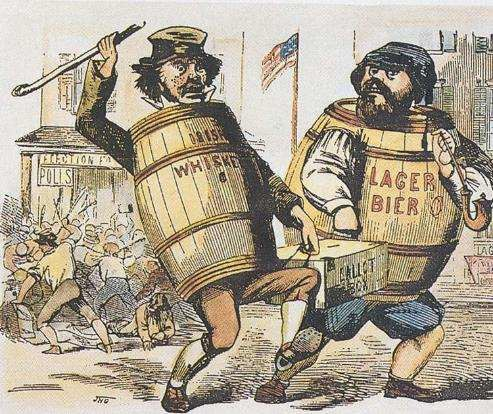 ELECTION
POLLS
IRISH
WHISKEY
LAGER
BIER
BALLOT
BOX